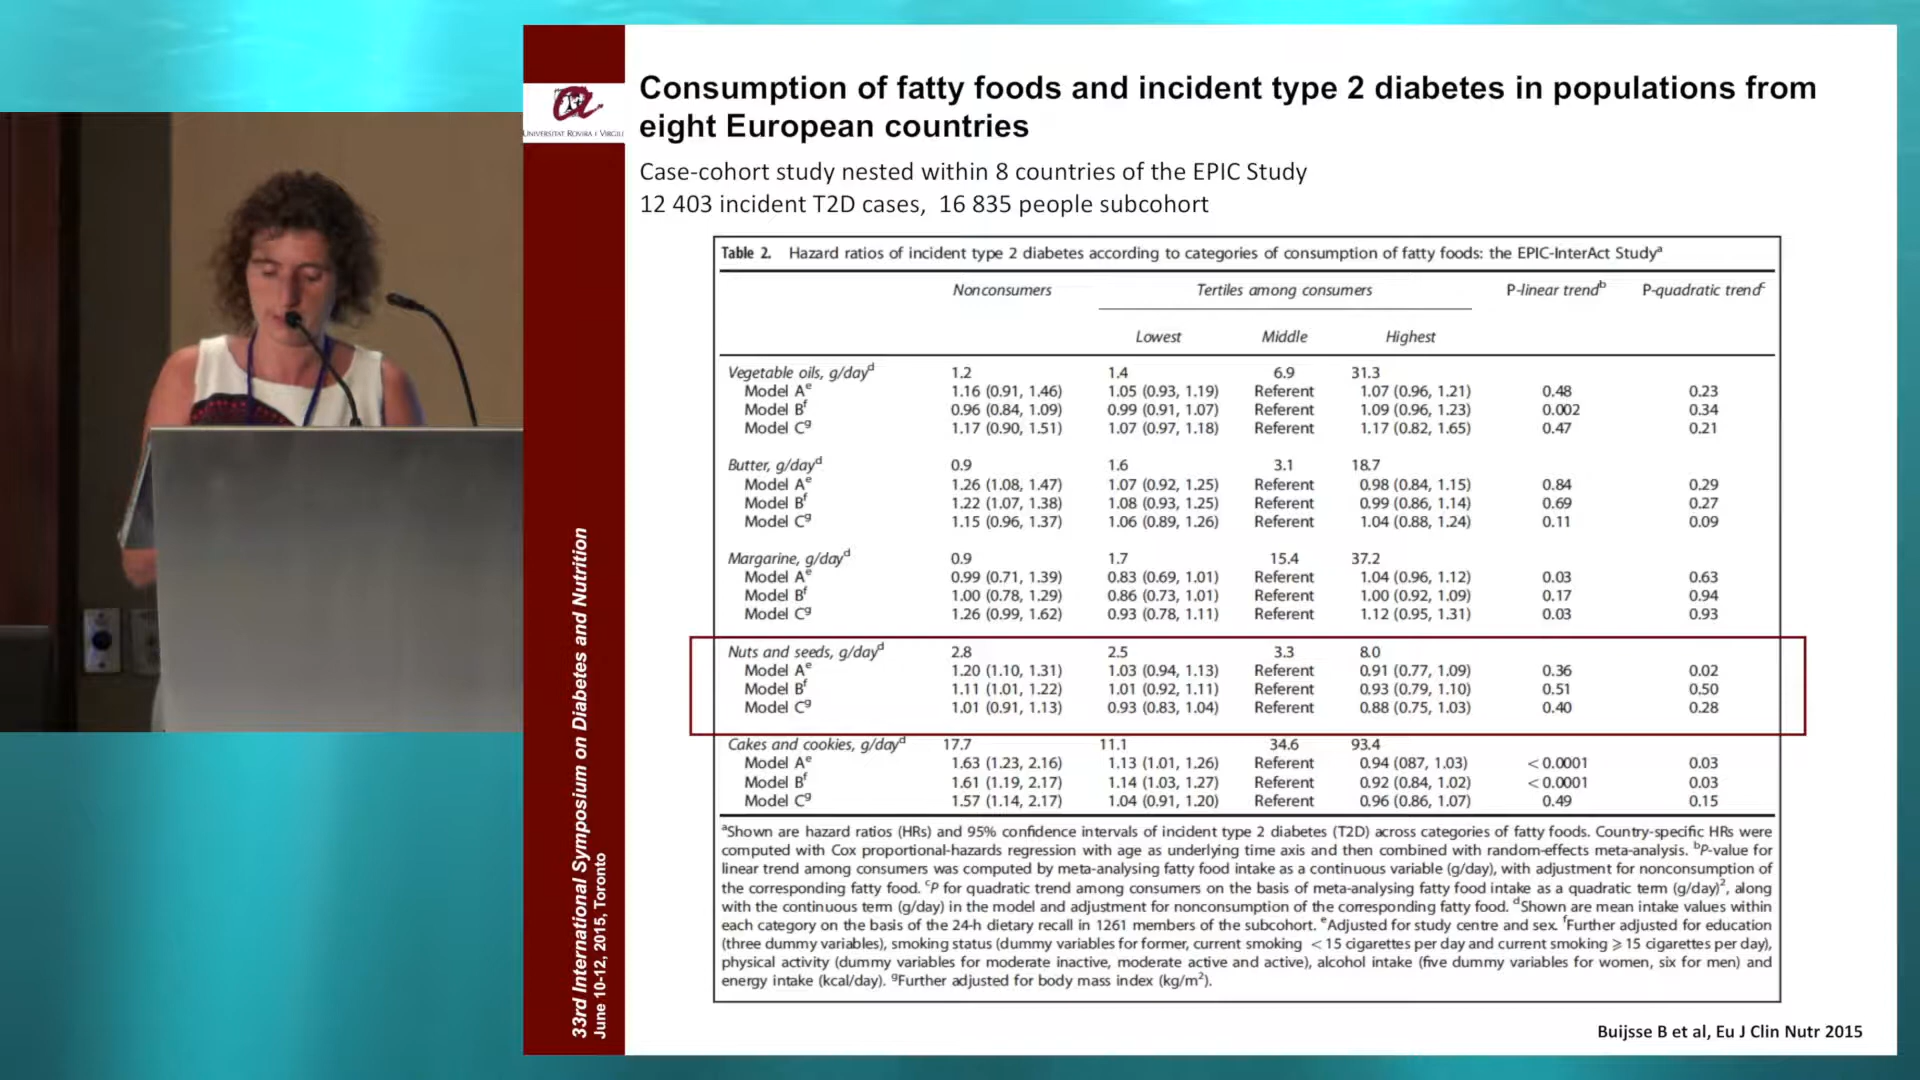 UNIVERSITAT ROVIRA I VIRGILI
33rd International Symposium on Diabetes and Nutrition
June 10-12, 2015, Toronto
Consumption of fatty foods and incident type 2 diabetes in populations from
eight European countries
Case-cohort study nested within 8 countries of the EPIC Study
12 403 incident T2D cases, 16 835 people subcohort
Table 2. Hazard ratios of incident type 2 diabetes according to categories of consumption of fatty foods: the EPIC-InterAct Studyᵃ
Nonconsumers Tertiles among consumers P-linear trendᵇ P-quadratic trendᶜ
Lowest Middle Highest
Vegetable oils, g/dayᵈ 1.2 1.4 6.9 31.3
Model Aᵉ 1.16 (0.91, 1.46) 1.05 (0.93, 1.19) Referent 1.07 (0.96, 1.21) 0.48 0.23
Model Bᶠ 0.96 (0.84, 1.09) 0.99 (0.91, 1.07) Referent 1.09 (0.96, 1.23) 0.002 0.34
Model Cᵍ 1.17 (0.90, 1.51) 1.07 (0.97, 1.18) Referent 1.17 (0.82, 1.65) 0.47 0.21
Butter, g/dayᵈ 0.9 1.6 3.1 18.7
Model Aᵉ 1.26 (1.08, 1.47) 1.07 (0.92, 1.25) Referent 0.98 (0.84, 1.15) 0.84 0.29
Model Bᶠ 1.22 (1.07, 1.38) 1.08 (0.93, 1.25) Referent 0.99 (0.86, 1.14) 0.69 0.27
Model Cᵍ 1.15 (0.96, 1.37) 1.06 (0.89, 1.26) Referent 1.04 (0.88, 1.24) 0.11 0.09
Margarine, g/dayᵈ 0.9 1.7 15.4 37.2
Model Aᵉ 0.99 (0.71, 1.39) 0.83 (0.69, 1.01) Referent 1.04 (0.96, 1.12) 0.03 0.63
Model Bᶠ 1.00 (0.78, 1.29) 0.86 (0.73, 1.01) Referent 1.00 (0.92, 1.09) 0.17 0.94
Model Cᵍ 1.26 (0.99, 1.62) 0.93 (0.78, 1.11) Referent 1.12 (0.95, 1.31) 0.03 0.93
Nuts and seeds, g/dayᵈ 2.8 2.5 3.3 8.0
Model Aᵉ 1.20 (1.10, 1.31) 1.03 (0.94, 1.13) Referent 0.91 (0.77, 1.09) 0.36 0.02
Model Bᶠ 1.11 (1.01, 1.22) 1.01 (0.92, 1.11) Referent 0.93 (0.79, 1.10) 0.51 0.50
Model Cᵍ 1.01 (0.91, 1.13) 0.93 (0.83, 1.04) Referent 0.88 (0.75, 1.03) 0.40 0.28
Cakes and cookies, g/dayᵈ 17.7 11.1 34.6 93.4
Model Aᵉ 1.63 (1.23, 2.16) 1.13 (1.01, 1.26) Referent 0.94 (087, 1.03) <0.0001 0.03
Model Bᶠ 1.61 (1.19, 2.17) 1.14 (1.03, 1.27) Referent 0.92 (0.84, 1.02) <0.0001 0.03
Model Cᵍ 1.57 (1.14, 2.17) 1.04 (0.91, 1.20) Referent 0.96 (0.86, 1.07) 0.49 0.15
ᵃShown are hazard ratios (HRs) and 95% confidence intervals of incident type 2 diabetes (T2D) across categories of fatty foods. Country-specific HRs were
computed with Cox proportional-hazards regression with age as underlying time axis and then combined with random-effects meta-analysis. ᵇP-value for
linear trend among consumers was computed by meta-analysing fatty food intake as a continuous variable (g/day), with adjustment for nonconsumption of
the corresponding fatty food. ᶜP for quadratic trend among consumers on the basis of meta-analysing fatty food intake as a quadratic term (g/day)², along
with the continuous term (g/day) in the model and adjustment for nonconsumption of the corresponding fatty food. ᵈShown are mean intake values within
each category on the basis of the 24-h dietary recall in 1261 members of the subcohort. ᵉAdjusted for study centre and sex. ᶠFurther adjusted for education
(three dummy variables), smoking status (dummy variables for former, current smoking <15 cigarettes per day and current smoking ⩾15 cigarettes per day),
physical activity (dummy variables for moderate inactive, moderate active and active), alcohol intake (five dummy variables for women, six for men) and
energy intake (kcal/day). ᵍFurther adjusted for body mass index (kg/m²).
Buijsse B et al, Eu J Clin Nutr 2015